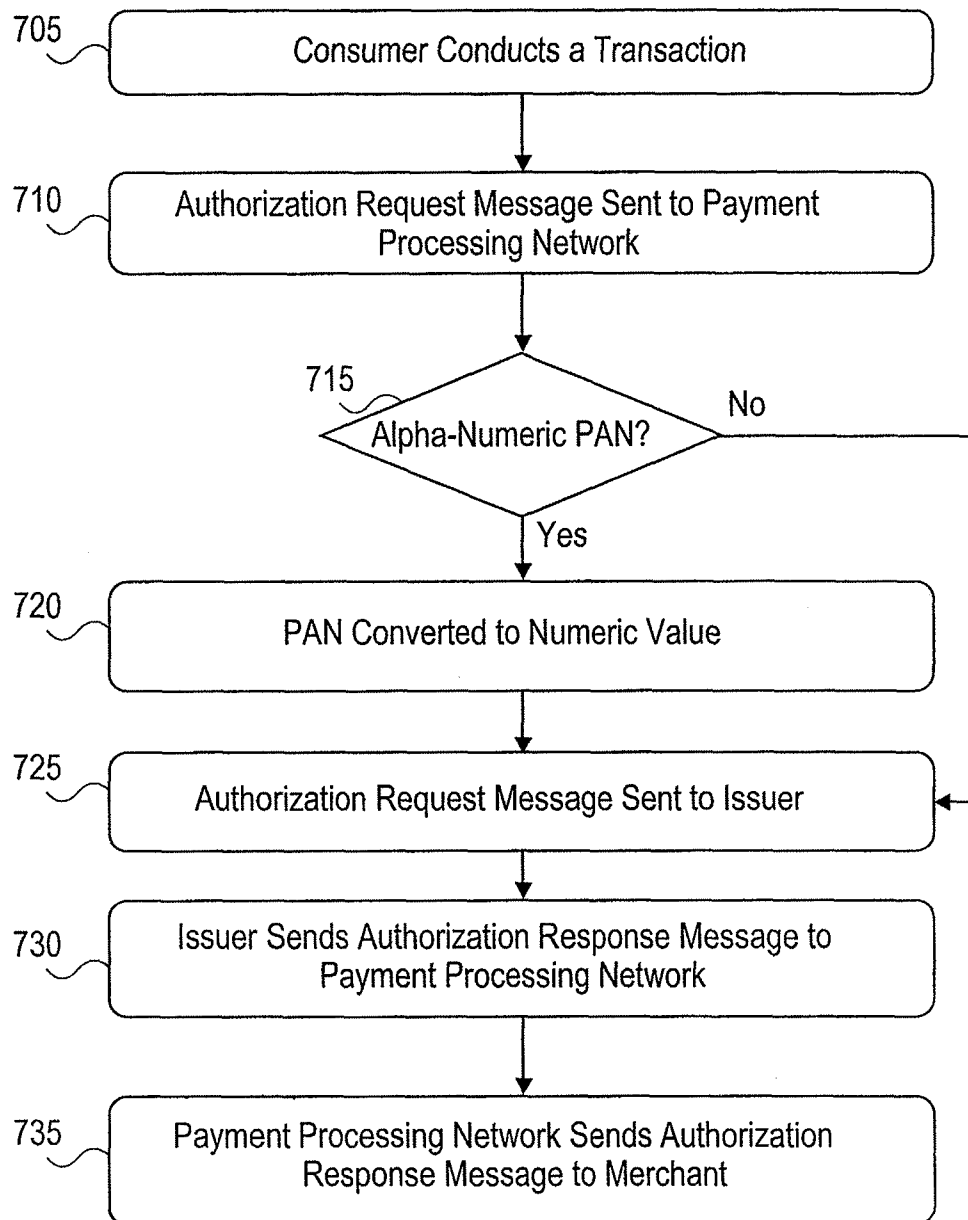 705
Consumer Conducts a Transaction
710
Authorization Request Message Sent to Payment
Processing Network
715
Alpha-Numeric PAN?
No
Yes
720
PAN Converted to Numeric Value
725
Authorization Request Message Sent to Issuer
730
Issuer Sends Authorization Response Message to
Payment Processing Network
735
Payment Processing Network Sends Authorization
Response Message to Merchant